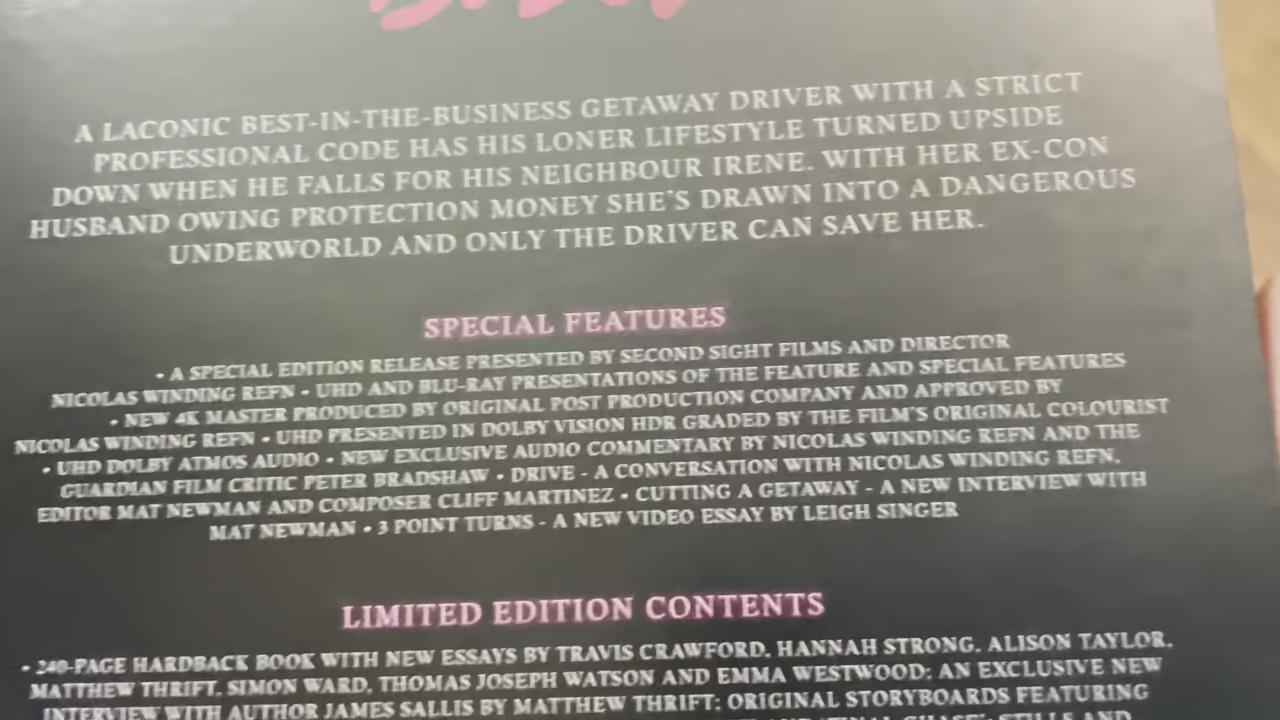 A LACONIC BEST-IN-THE-BUSINESS GETAWAY DRIVER WITH A STRICT
PROFESSIONAL CODE HAS HIS LONER LIFESTYLE TURNED UPSIDE
DOWN WHEN HE FALLS FOR HIS NEIGHBOUR IRENE. WITH HER EX-CON
HUSBAND OWING PROTECTION MONEY SHE'S DRAWN INTO A DANGEROUS
UNDERWORLD AND ONLY THE DRIVER CAN SAVE HER.
SPECIAL FEATURES
• A SPECIAL EDITION RELEASE PRESENTED BY SECOND SIGHT FILMS AND DIRECTOR
NICOLAS WINDING REFN • UHD AND BLU-RAY PRESENTATIONS OF THE FEATURE AND SPECIAL FEATURES
• NEW 4K MASTER PRODUCED BY ORIGINAL POST PRODUCTION COMPANY AND APPROVED BY
NICOLAS WINDING REFN • UHD PRESENTED IN DOLBY VISION HDR GRADED BY THE FILM'S ORIGINAL COLOURIST
• UHD DOLBY ATMOS AUDIO • NEW EXCLUSIVE AUDIO COMMENTARY BY NICOLAS WINDING REFN AND THE
GUARDIAN FILM CRITIC PETER BRADSHAW • DRIVE - A CONVERSATION WITH NICOLAS WINDING REFN,
EDITOR MAT NEWMAN AND COMPOSER CLIFF MARTINEZ • CUTTING A GETAWAY - A NEW INTERVIEW WITH
MAT NEWMAN • 3 POINT TURNS - A NEW VIDEO ESSAY BY LEIGH SINGER
LIMITED EDITION CONTENTS
• 240-PAGE HARDBACK BOOK WITH NEW ESSAYS BY TRAVIS CRAWFORD, HANNAH STRONG, ALISON TAYLOR,
MATTHEW THRIFT, SIMON WARD, THOMAS JOSEPH WATSON AND EMMA WESTWOOD; AN EXCLUSIVE NEW
INTERVIEW WITH AUTHOR JAMES SALLIS BY MATTHEW THRIFT; ORIGINAL STORYBOARDS FEATURING